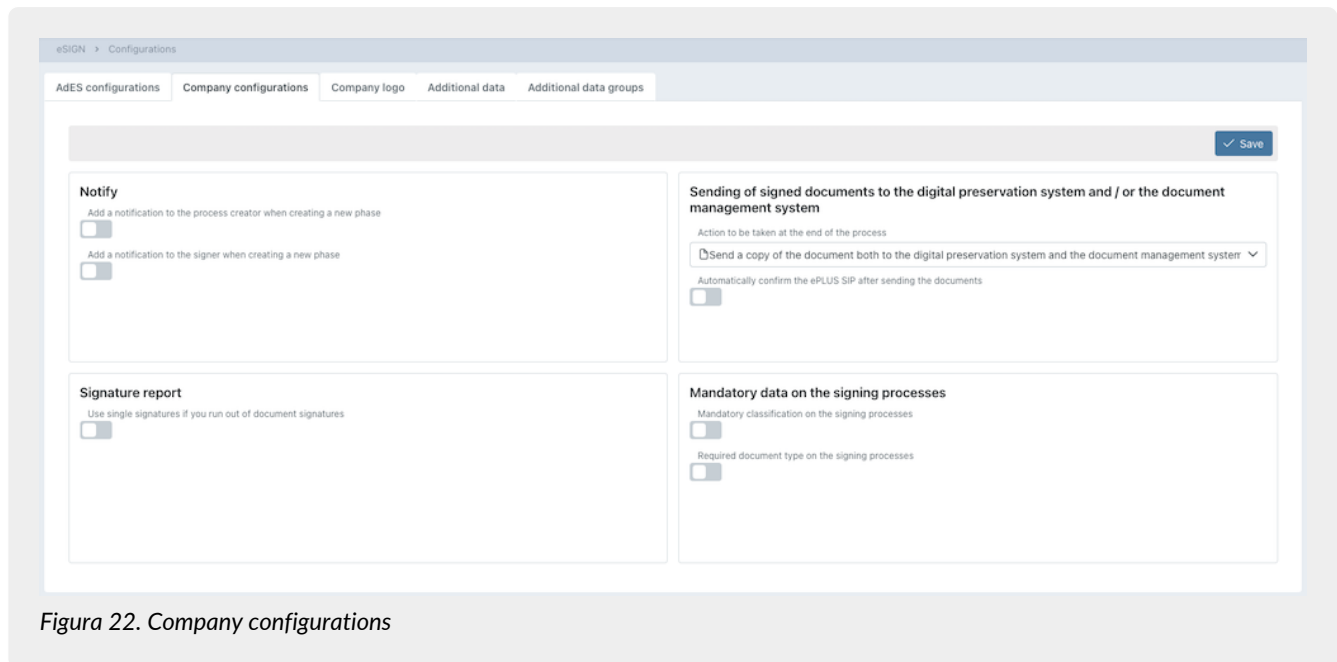 eSIGN > Configurations
AdES configurations Company configurations Company logo Additional data Additional data groups
Save
Notify
Add a notification to the process creator when creating a new phase
Add a notification to the signer when creating a new phase
Sending of signed documents to the digital preservation system and / or the document
management system
Action to be taken at the end of the process
Send a copy of the document both to the digital preservation system and the document management system
Automatically confirm the ePLUS SIP after sending the documents
Signature report
Use single signatures if you run out of document signatures
Mandatory data on the signing processes
Mandatory classification on the signing processes
Required document type on the signing processes
Figura 22. Company configurations